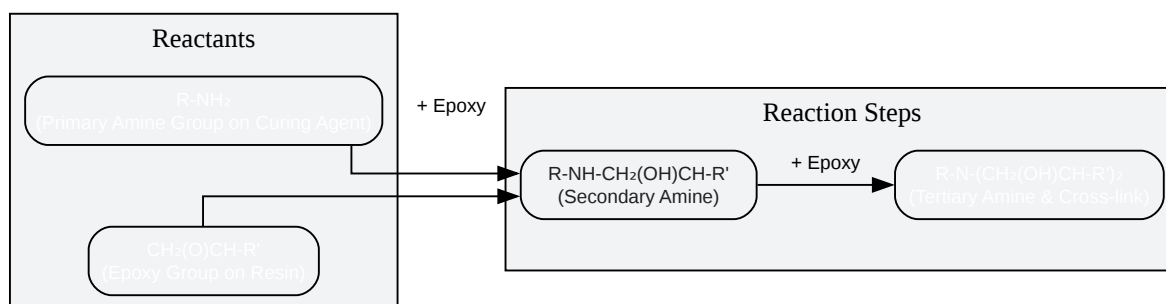 Reactants
R-NH₂
(Primary Amine Group on Curing Agent)
CH₂(O)CH-R'
(Epoxy Group on Resin)
+ Epoxy
Reaction Steps
R-NH-CH₂(OH)CH-R'
(Secondary Amine)
+ Epoxy
R-N-(CH₂(OH)CH-R')₂
(Tertiary Amine & Cross-link)